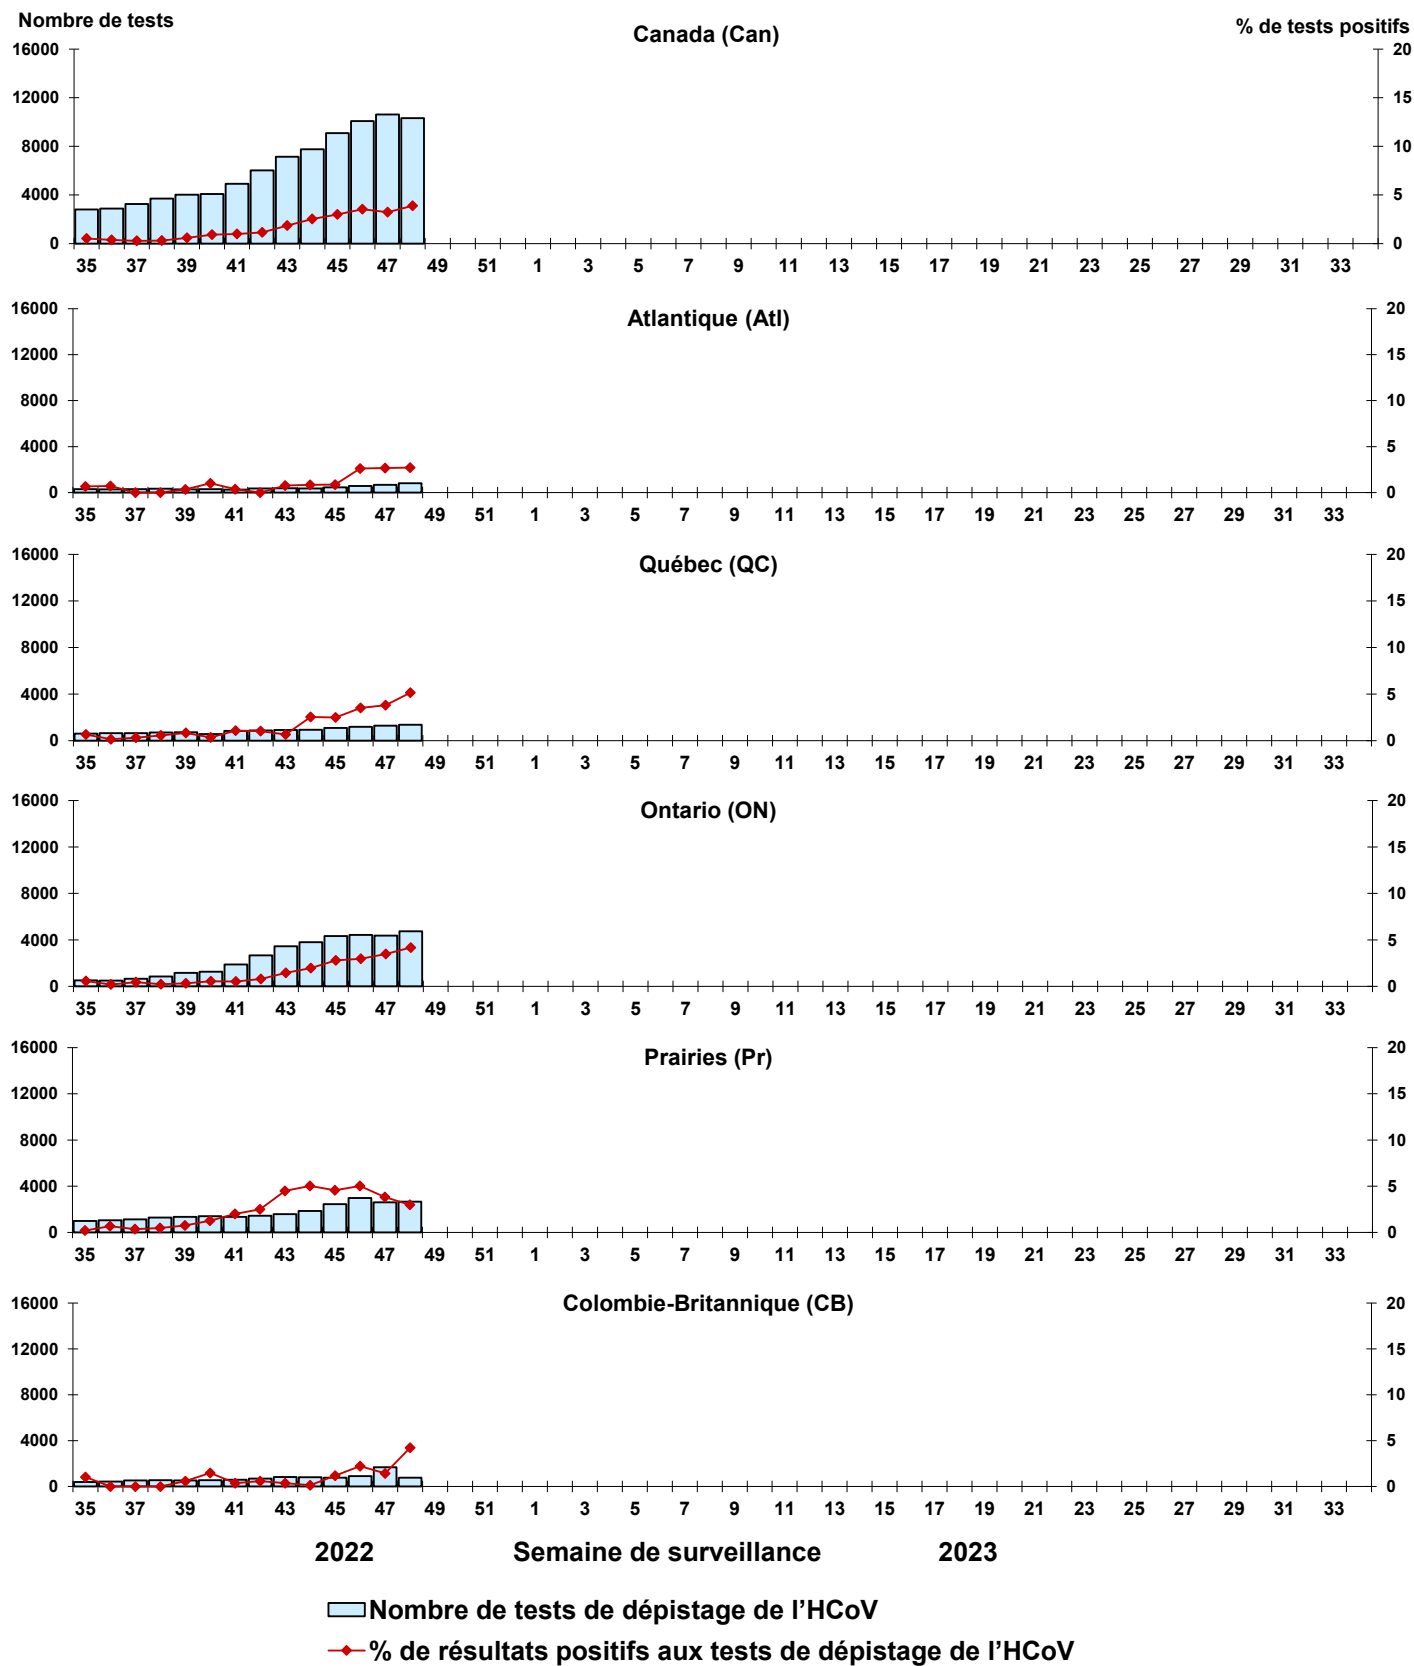 Nombre de tests
% de tests positifs
Canada (Can)
16000 20
12000 15
8000 10
4000 5
0 0
35 37 39 41 43 45 47 49 51 1 3 5 7 9 11 13 15 17 19 21 23 25 27 29 31 33
Atlantique (Atl)
16000 20
12000 15
8000 10
4000 5
0 0
35 37 39 41 43 45 47 49 51 1 3 5 7 9 11 13 15 17 19 21 23 25 27 29 31 33
Québec (QC)
16000 20
12000 15
8000 10
4000 5
0 0
35 37 39 41 43 45 47 49 51 1 3 5 7 9 11 13 15 17 19 21 23 25 27 29 31 33
Ontario (ON)
16000 20
12000 15
8000 10
4000 5
0 0
35 37 39 41 43 45 47 49 51 1 3 5 7 9 11 13 15 17 19 21 23 25 27 29 31 33
Prairies (Pr)
16000 20
12000 15
8000 10
4000 5
0 0
35 37 39 41 43 45 47 49 51 1 3 5 7 9 11 13 15 17 19 21 23 25 27 29 31 33
Colombie-Britannique (CB)
16000 20
12000 15
8000 10
4000 5
0 0
35 37 39 41 43 45 47 49 51 1 3 5 7 9 11 13 15 17 19 21 23 25 27 29 31 33
2022 Semaine de surveillance 2023
Nombre de tests de dépistage de l’HCoV
% de résultats positifs aux tests de dépistage de l’HCoV